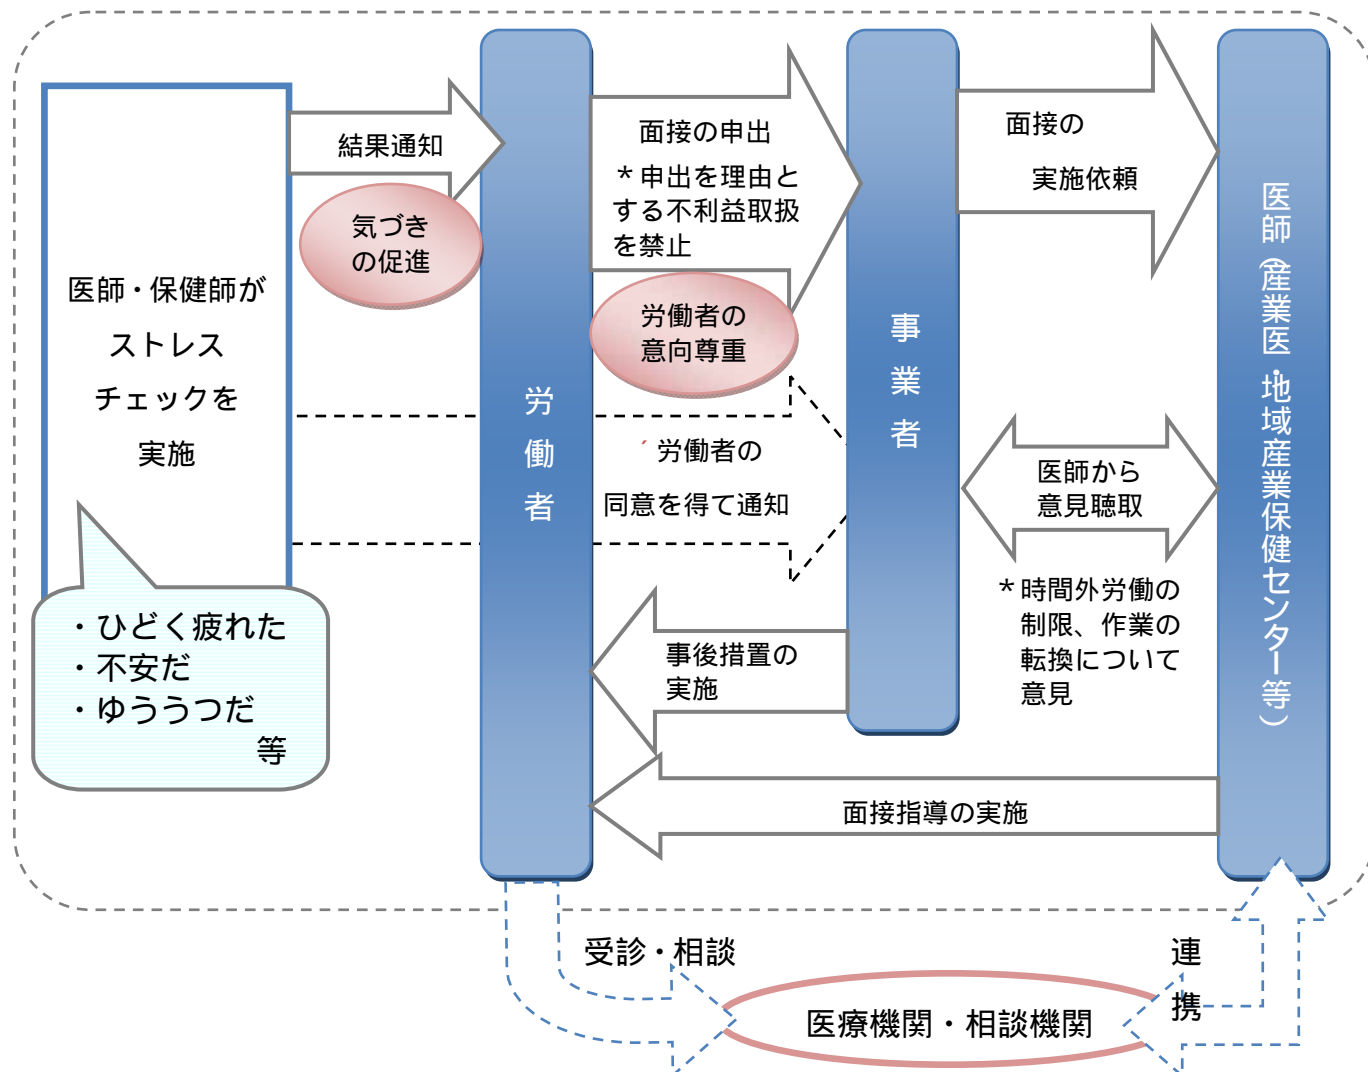 医師・保健師が
ストレス
チェックを
実施
・ひどく疲れた
・不安だ
・ゆううつだ
等
結果通知
気づき
の促進
労働者
面接の申出
*申出を理由と
する不利益取扱
を禁止
労働者の
意向尊重
労働者の
同意を得て通知
事後措置の
実施
事業者
面接の
実施依頼
医師から
意見聴取
*時間外労働の
制限、作業の
転換について
意見
面接指導の実施
医師(産業医・地域産業保健センター等)
受診・相談
医療機関・相談機関
連
携